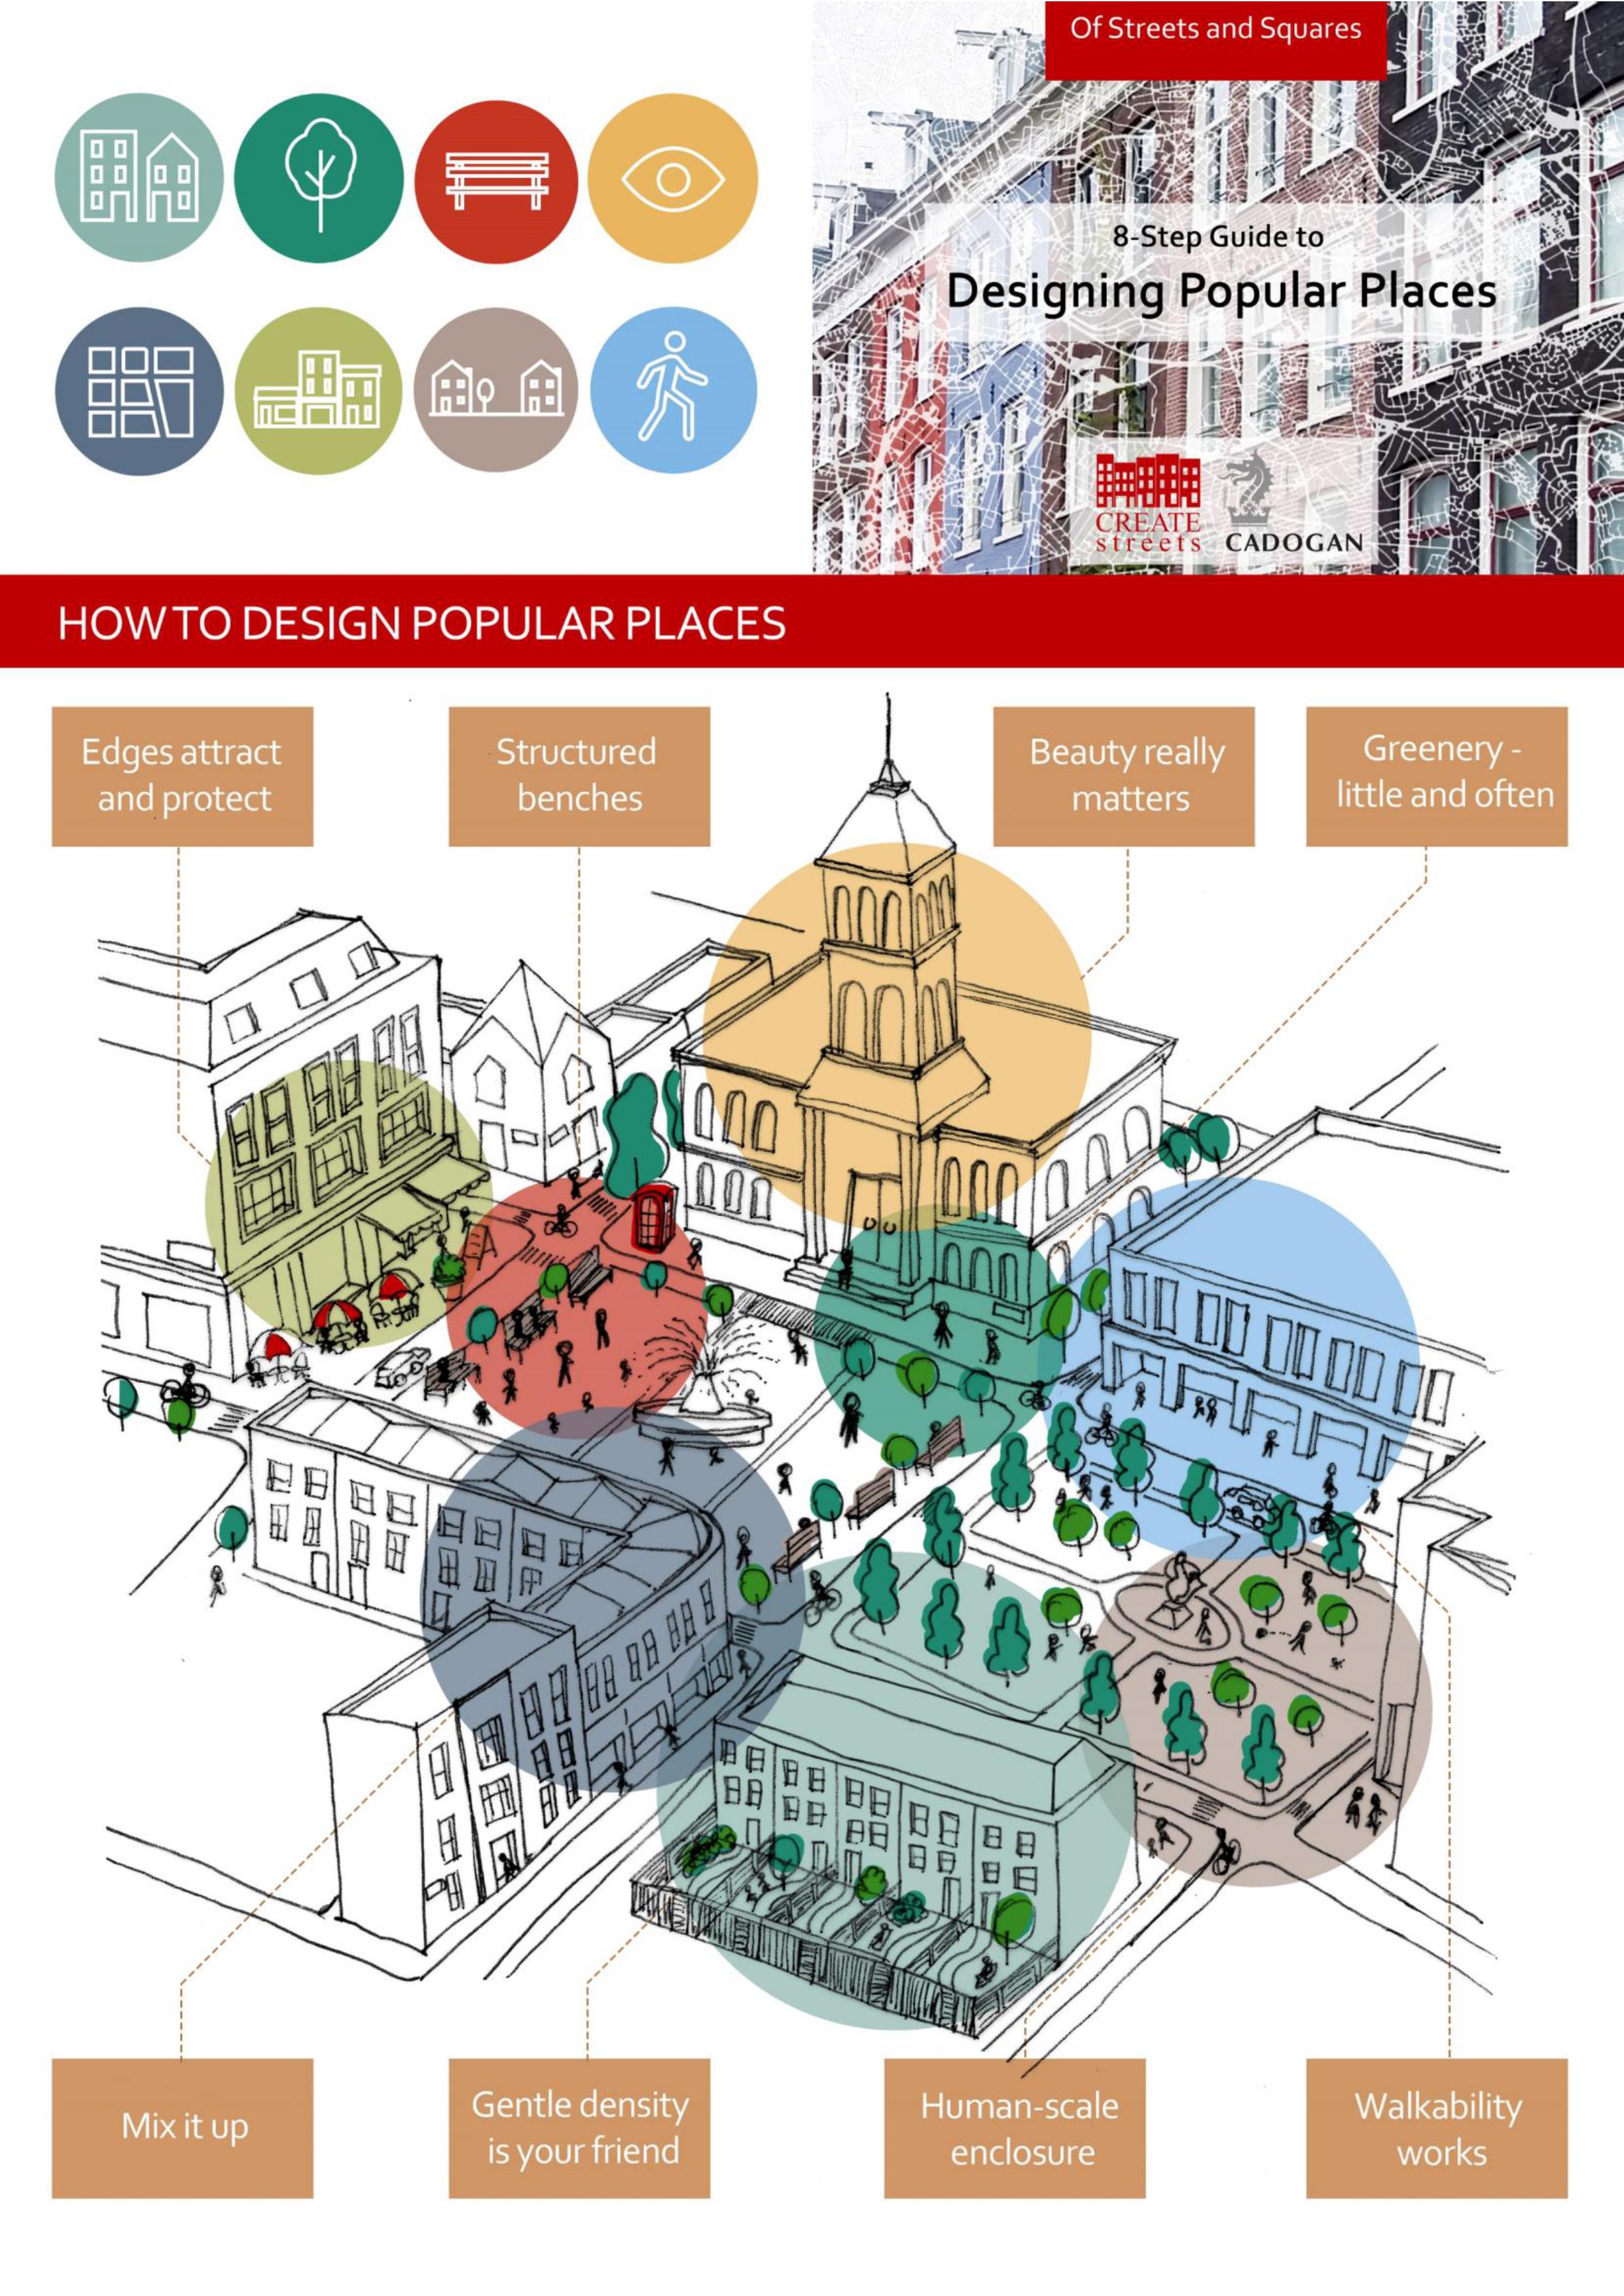 Of Streets and Squares
8-Step Guide to
Designing Popular Places
CREATE
streets
CADOGAN
HOW TO DESIGN POPULAR PLACES
Edges attract
and protect
Structured
benches
Beauty really
matters
Greenery -
little and often
Mix it up
Gentle density
is your friend
Human-scale
enclosure
Walkability
works